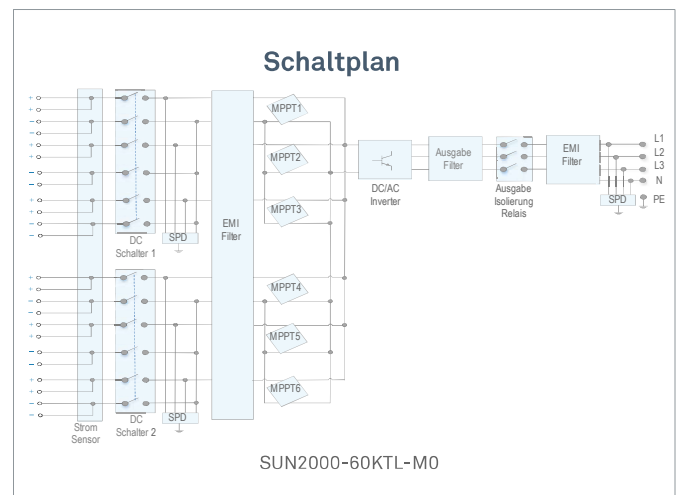 Schaltplan
+
+
−
−
+
+
−
−
+
+
−
−
DC
Schalter 1
SPD
EMI
Filter
MPPT1
MPPT2
MPPT3
DC/AC
Inverter
Ausgabe
Filter
Ausgabe
Isolierung
Relais
EMI
Filter
SPD
L1
L2
L3
N
PE
+
+
−
−
+
+
−
−
+
+
−
−
Strom
Sensor
DC
Schalter 2
SPD
MPPT4
MPPT5
MPPT6
SUN2000-60KTL-M0